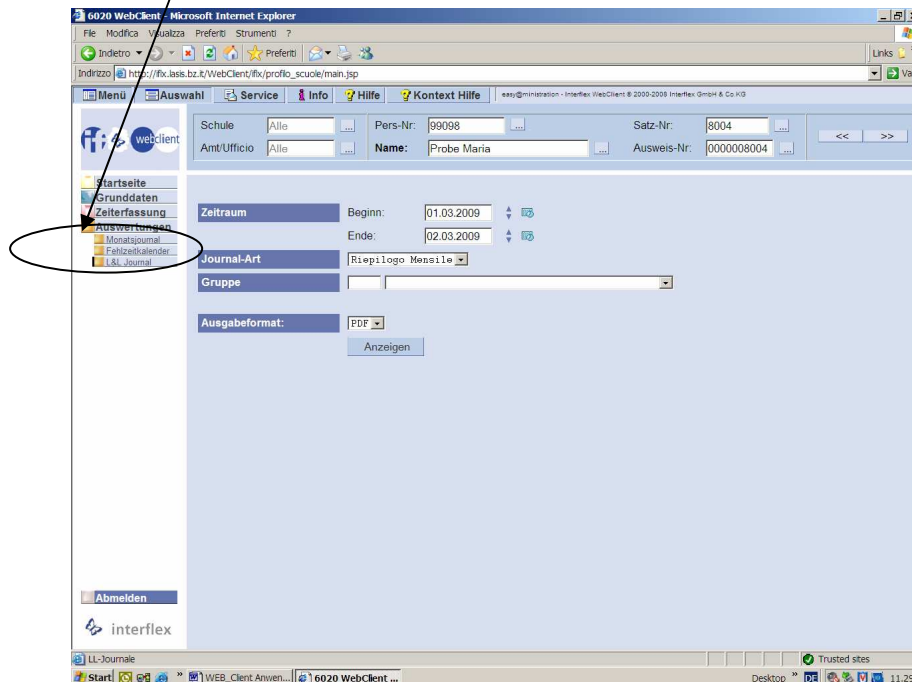 6020 WebClient - Microsoft Internet Explorer
File Modifica Visualizza Preferiti Strumenti ?
Indietro Preferiti Links
Indirizzo http://ifix.lasis.bz.it/WebClient/ifix/profilo_scuole/main.jsp Va
Menü Auswahl Service Info Hilfe Kontext Hilfe easy@ministration - Interflex WebClient © 2000-2008 Interflex GmbH & Co KG
webclient
Schule Alle ... Pers-Nr: 99098 ... Satz-Nr: 8004 ...
Amt/Ufficio Alle ... Name: Probe Maria ... Ausweis-Nr: 0000008004 ...
<< >>
Startseite
Grunddaten
Zeiterfassung
Auswertungen
Monatsjournal
Fehlzeitkalender
L&L Journal
Zeitraum Beginn: 01.03.2009
Ende: 02.03.2009
Journal-Art Riepilogo Mensile
Gruppe
Ausgabeformat: PDF
Anzeigen
Abmelden
interflex
LL-Journale Trusted sites
Start WEB_Client Anwen... 6020 WebClient ... Desktop » DE